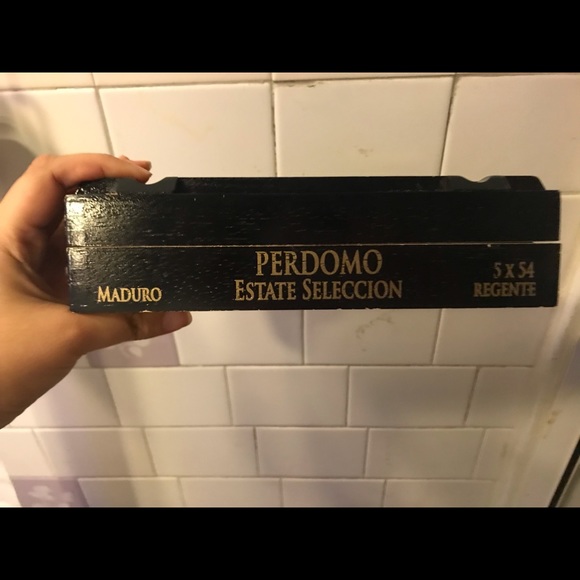 PERDOMO
ESTATE SELECCION
MADURO
5 X 54
REGENTE